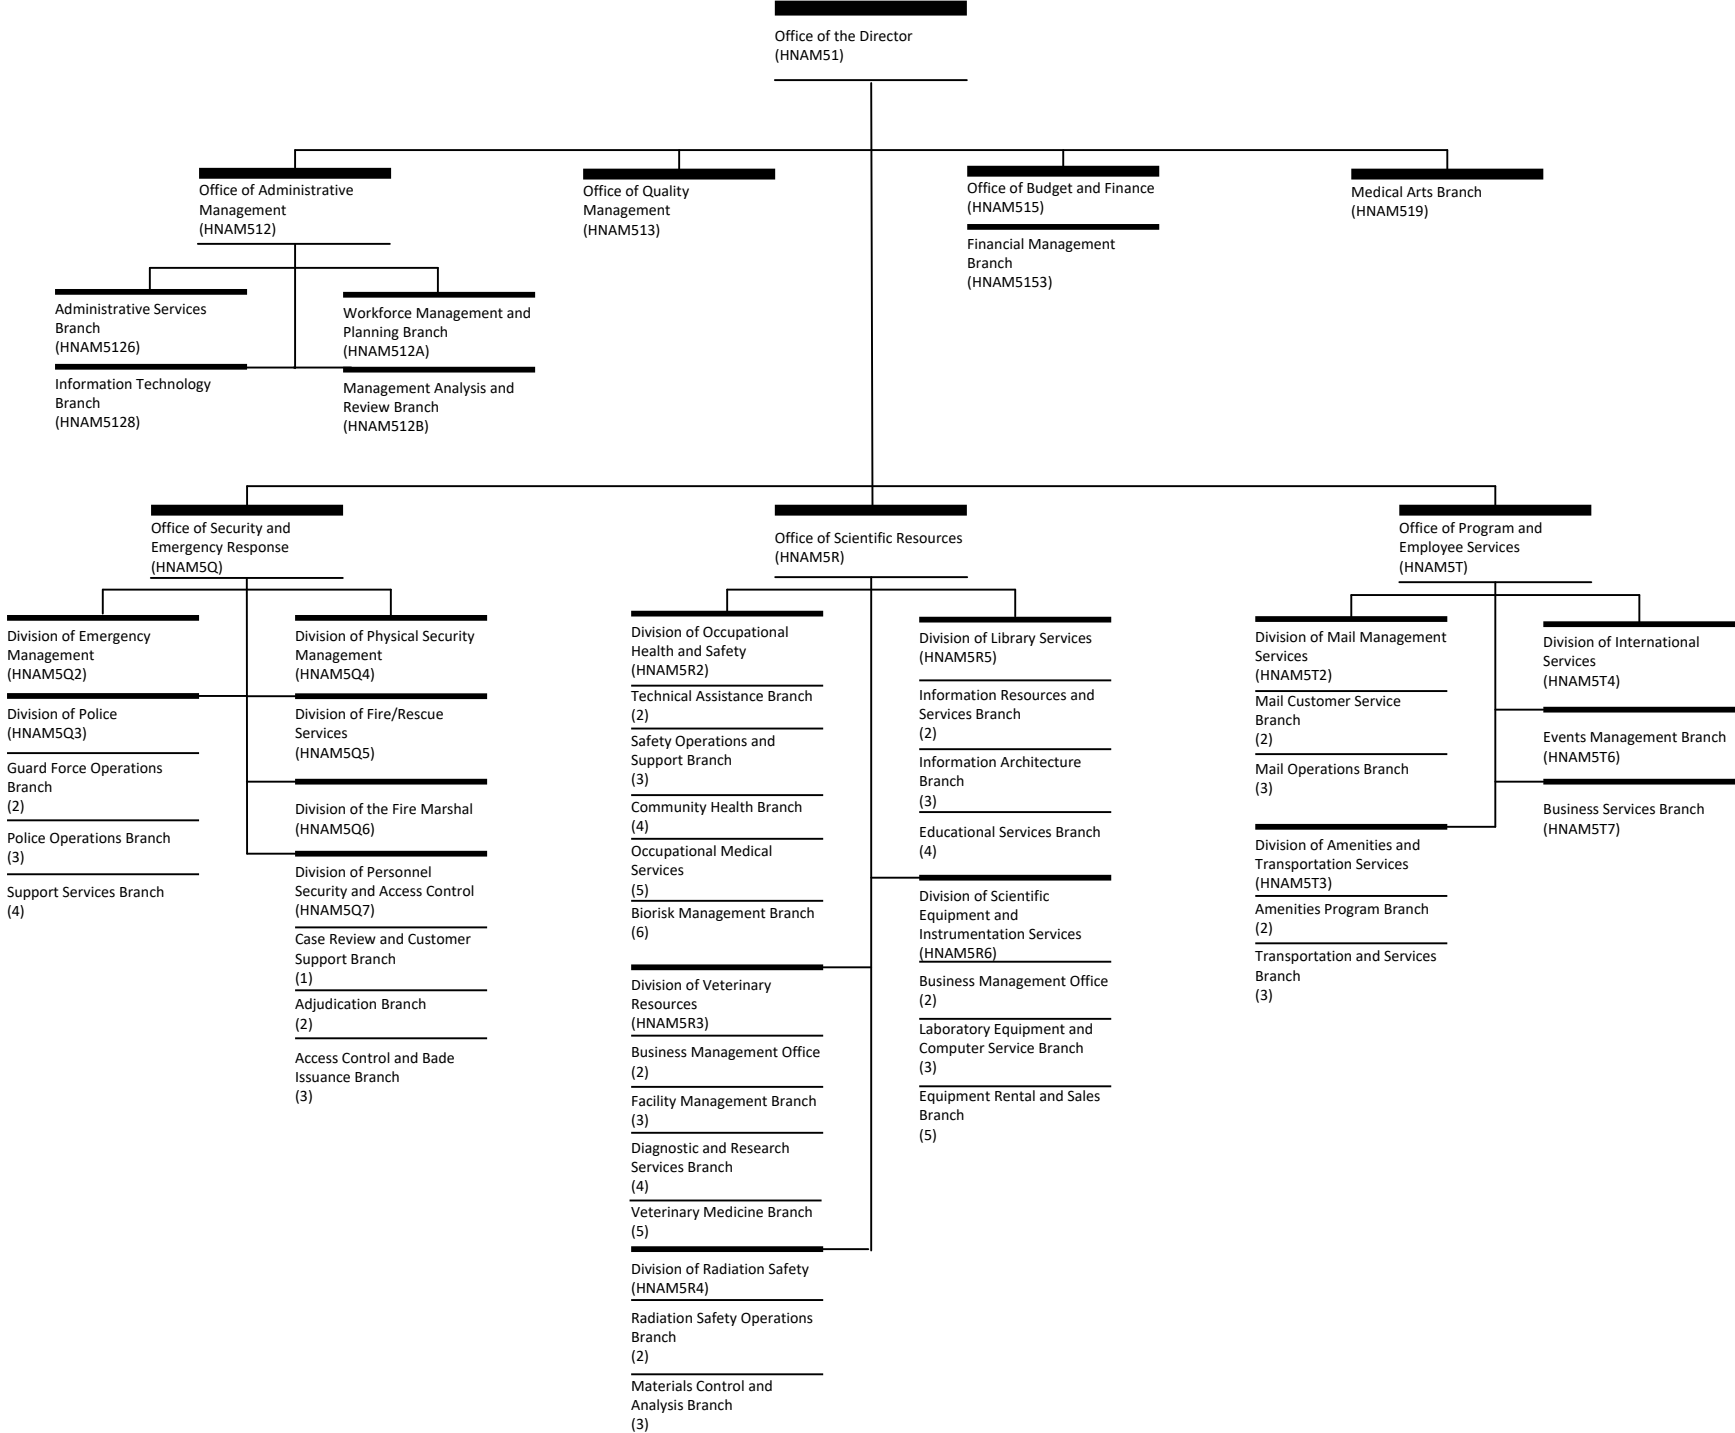 Office of the Director
(HNAM51)
Office of Administrative
Management
(HNAM512)
Office of Quality
Management
(HNAM513)
Office of Budget and Finance
(HNAM515)
Financial Management
Branch
(HNAM5153)
Medical Arts Branch
(HNAM519)
Administrative Services
Branch
(HNAM5126)
Information Technology
Branch
(HNAM5128)
Workforce Management and
Planning Branch
(HNAM512A)
Management Analysis and
Review Branch
(HNAM512B)
Office of Security and
Emergency Response
(HNAM5Q)
Division of Emergency
Management
(HNAM5Q2)
Division of Police
(HNAM5Q3)
Guard Force Operations
Branch
(2)
Police Operations Branch
(3)
Support Services Branch
(4)
Division of Physical Security
Management
(HNAM5Q4)
Division of Fire/Rescue
Services
(HNAM5Q5)
Division of the Fire Marshal
(HNAM5Q6)
Division of Personnel
Security and Access Control
(HNAM5Q7)
Case Review and Customer
Support Branch
(1)
Adjudication Branch
(2)
Access Control and Bade
Issuance Branch
(3)
Office of Scientific Resources
(HNAM5R)
Division of Occupational
Health and Safety
(HNAM5R2)
Technical Assistance Branch
(2)
Safety Operations and
Support Branch
(3)
Community Health Branch
(4)
Occupational Medical
Services
(5)
Biorisk Management Branch
(6)
Division of Veterinary
Resources
(HNAM5R3)
Business Management Office
(2)
Facility Management Branch
(3)
Diagnostic and Research
Services Branch
(4)
Veterinary Medicine Branch
(5)
Division of Radiation Safety
(HNAM5R4)
Radiation Safety Operations
Branch
(2)
Materials Control and
Analysis Branch
(3)
Division of Library Services
(HNAM5R5)
Information Resources and
Services Branch
(2)
Information Architecture
Branch
(3)
Educational Services Branch
(4)
Division of Scientific
Equipment and
Instrumentation Services
(HNAM5R6)
Business Management Office
(2)
Laboratory Equipment and
Computer Service Branch
(3)
Equipment Rental and Sales
Branch
(5)
Office of Program and
Employee Services
(HNAM5T)
Division of Mail Management
Services
(HNAM5T2)
Mail Customer Service
Branch
(2)
Mail Operations Branch
(3)
Division of Amenities and
Transportation Services
(HNAM5T3)
Amenities Program Branch
(2)
Transportation and Services
Branch
(3)
Division of International
Services
(HNAM5T4)
Events Management Branch
(HNAM5T6)
Business Services Branch
(HNAM5T7)